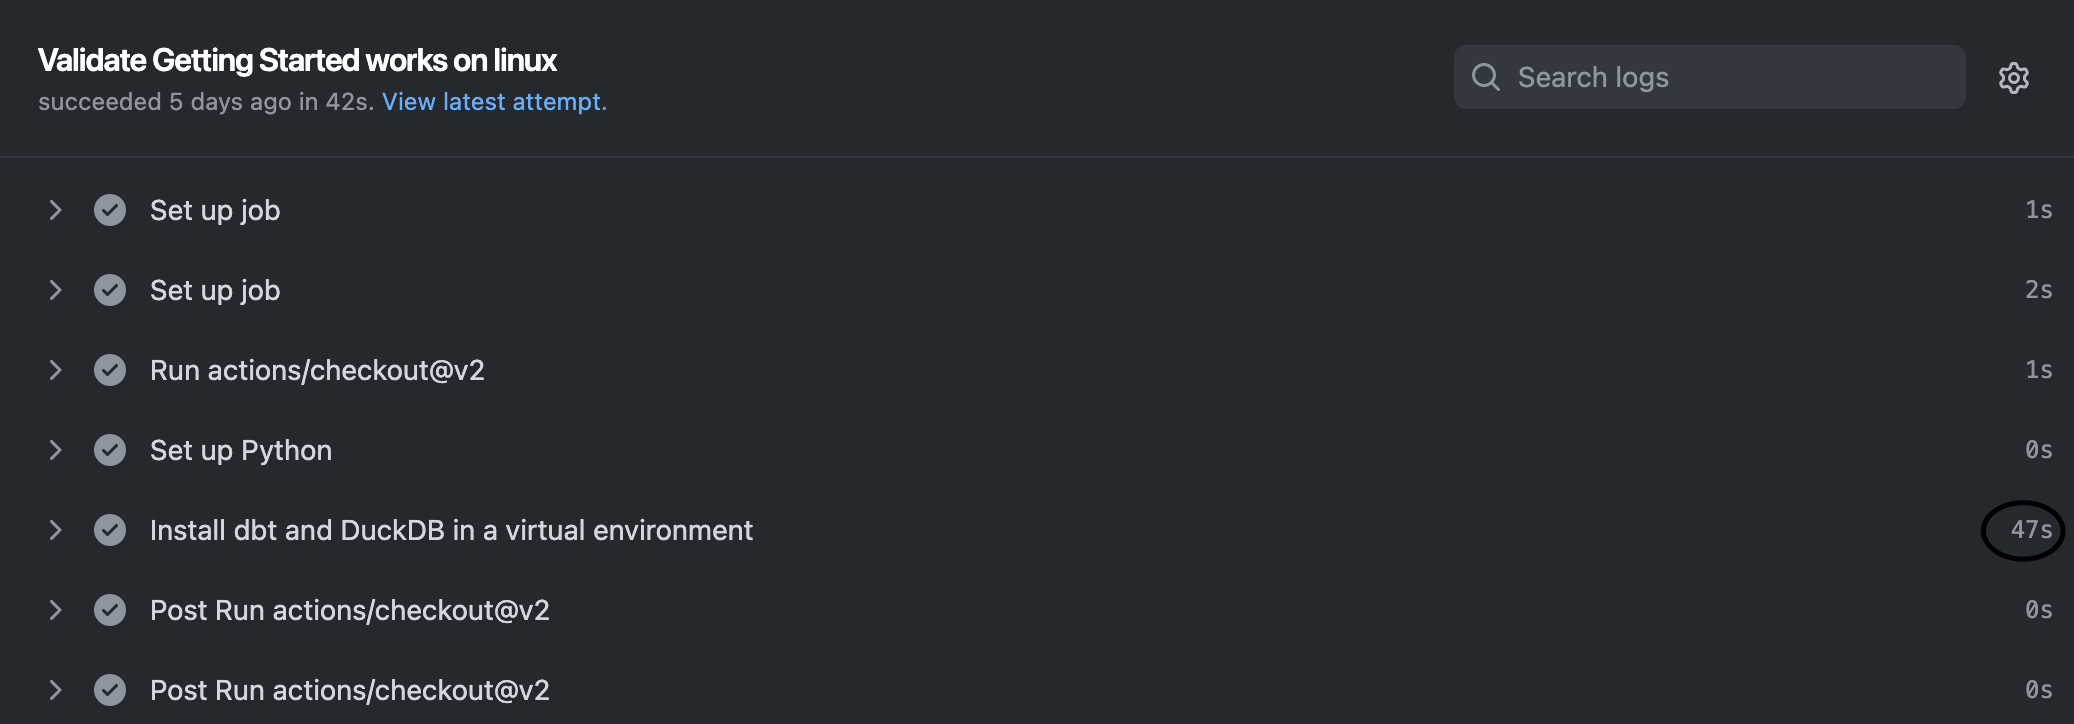 Validate Getting Started works on linux
Search logs
succeeded 5 days ago in 42s. View latest attempt.
Set up job 1s
Set up job 2s
Run actions/checkout@v2 1s
Set up Python 0s
Install dbt and DuckDB in a virtual environment 47s
Post Run actions/checkout@v2 0s
Post Run actions/checkout@v2 0s